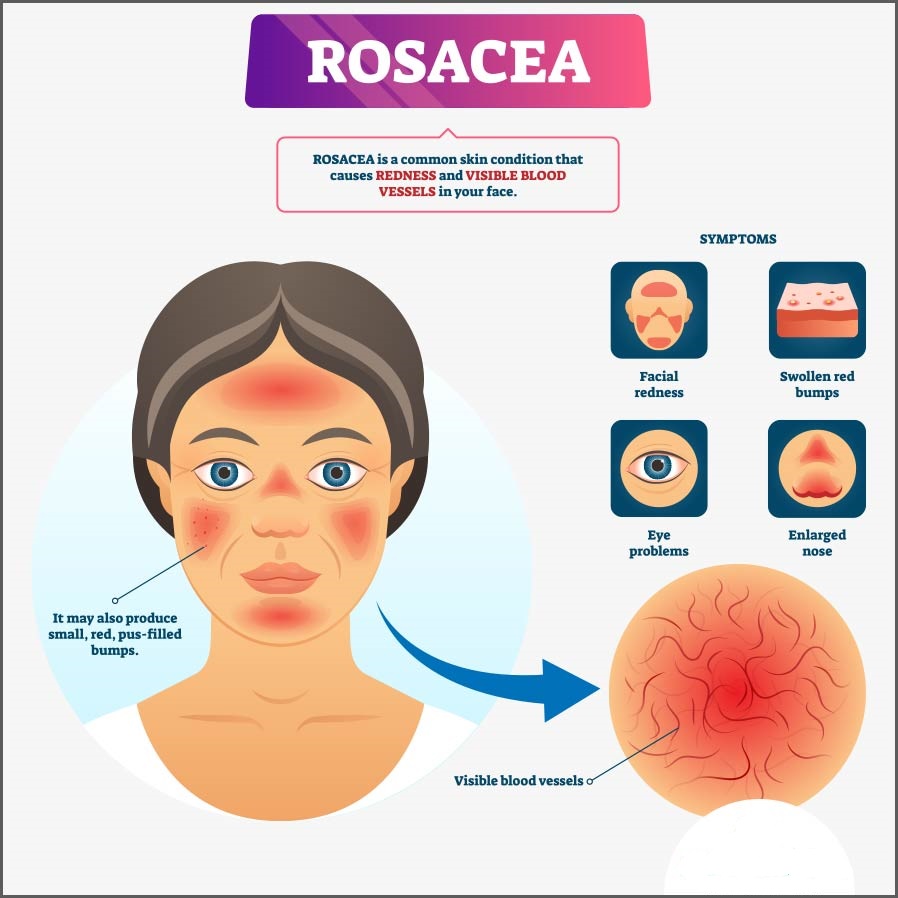 ROSACEA
ROSACEA is a common skin condition that
causes REDNESS and VISIBLE BLOOD
VESSELS in your face.
SYMPTOMS
Facial
redness
Swollen red
bumps
Eye
problems
Enlarged
nose
It may also produce
small, red, pus-filled
bumps.
Visible blood vessels